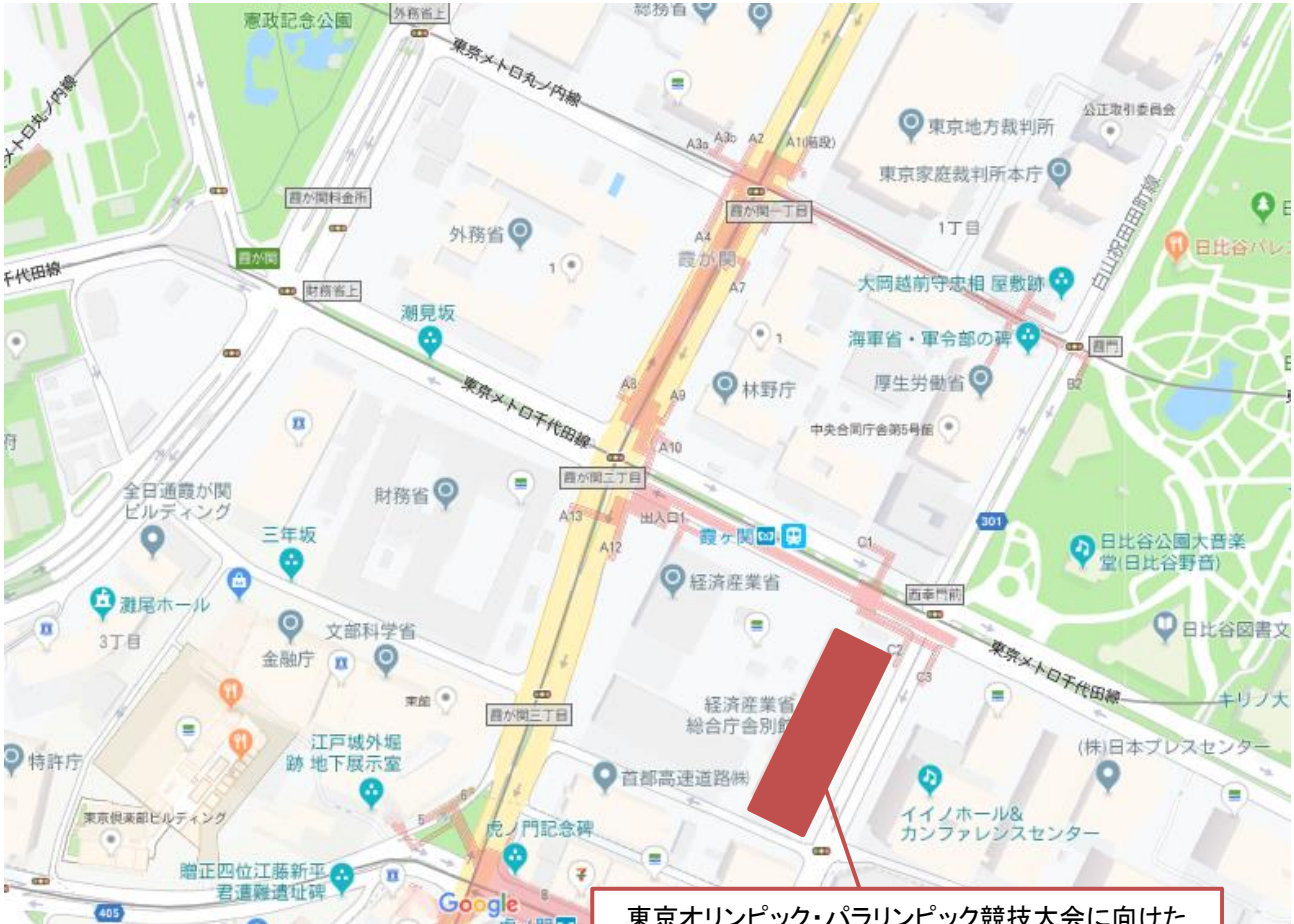 憲政記念公園
外務省上
総務省
東京メトロ丸ノ内線
公正取引委員会
東京地方裁判所
A3a
A3b
A2
A1(階段)
東京家庭裁判所本庁
霞が関料金所
霞が関一丁目
白山祝田田町線
1丁目
外務省
1
A4
霞が関
A7
千代田線
霞が関
財務省上
潮見坂
大岡越前守忠相 屋敷跡
海軍省・軍令部の碑
1
霞門
B2
A8
A9
林野庁
厚生労働省
中央合同庁舎第5号館
東京メトロ千代田線
A10
霞が関二丁目
全日通霞が関
ビルディング
財務省
A13
出入口1
A12
霞ケ関
C1
301
日比谷公園大音楽
堂(日比谷野音)
三年坂
経済産業省
西幸門前
灘尾ホール
3丁目
文部科学省
金融庁
日比谷図書文
C2
C3
東京メトロ千代田線
東館
霞が関三丁目
経済産業省
総合庁舎別館
キリノ大
(株)日本プレスセンター
特許庁
江戸城外堀
跡 地下展示室
首都高速道路㈱
イイノホール&
カンファレンスセンター
6
5
東京倶楽部ビルディング
虎ノ門記念碑
贈正四位江藤新平
君遭難遺址碑
405
Google
8
東京オリンピック・パラリンピック競技大会に向けた